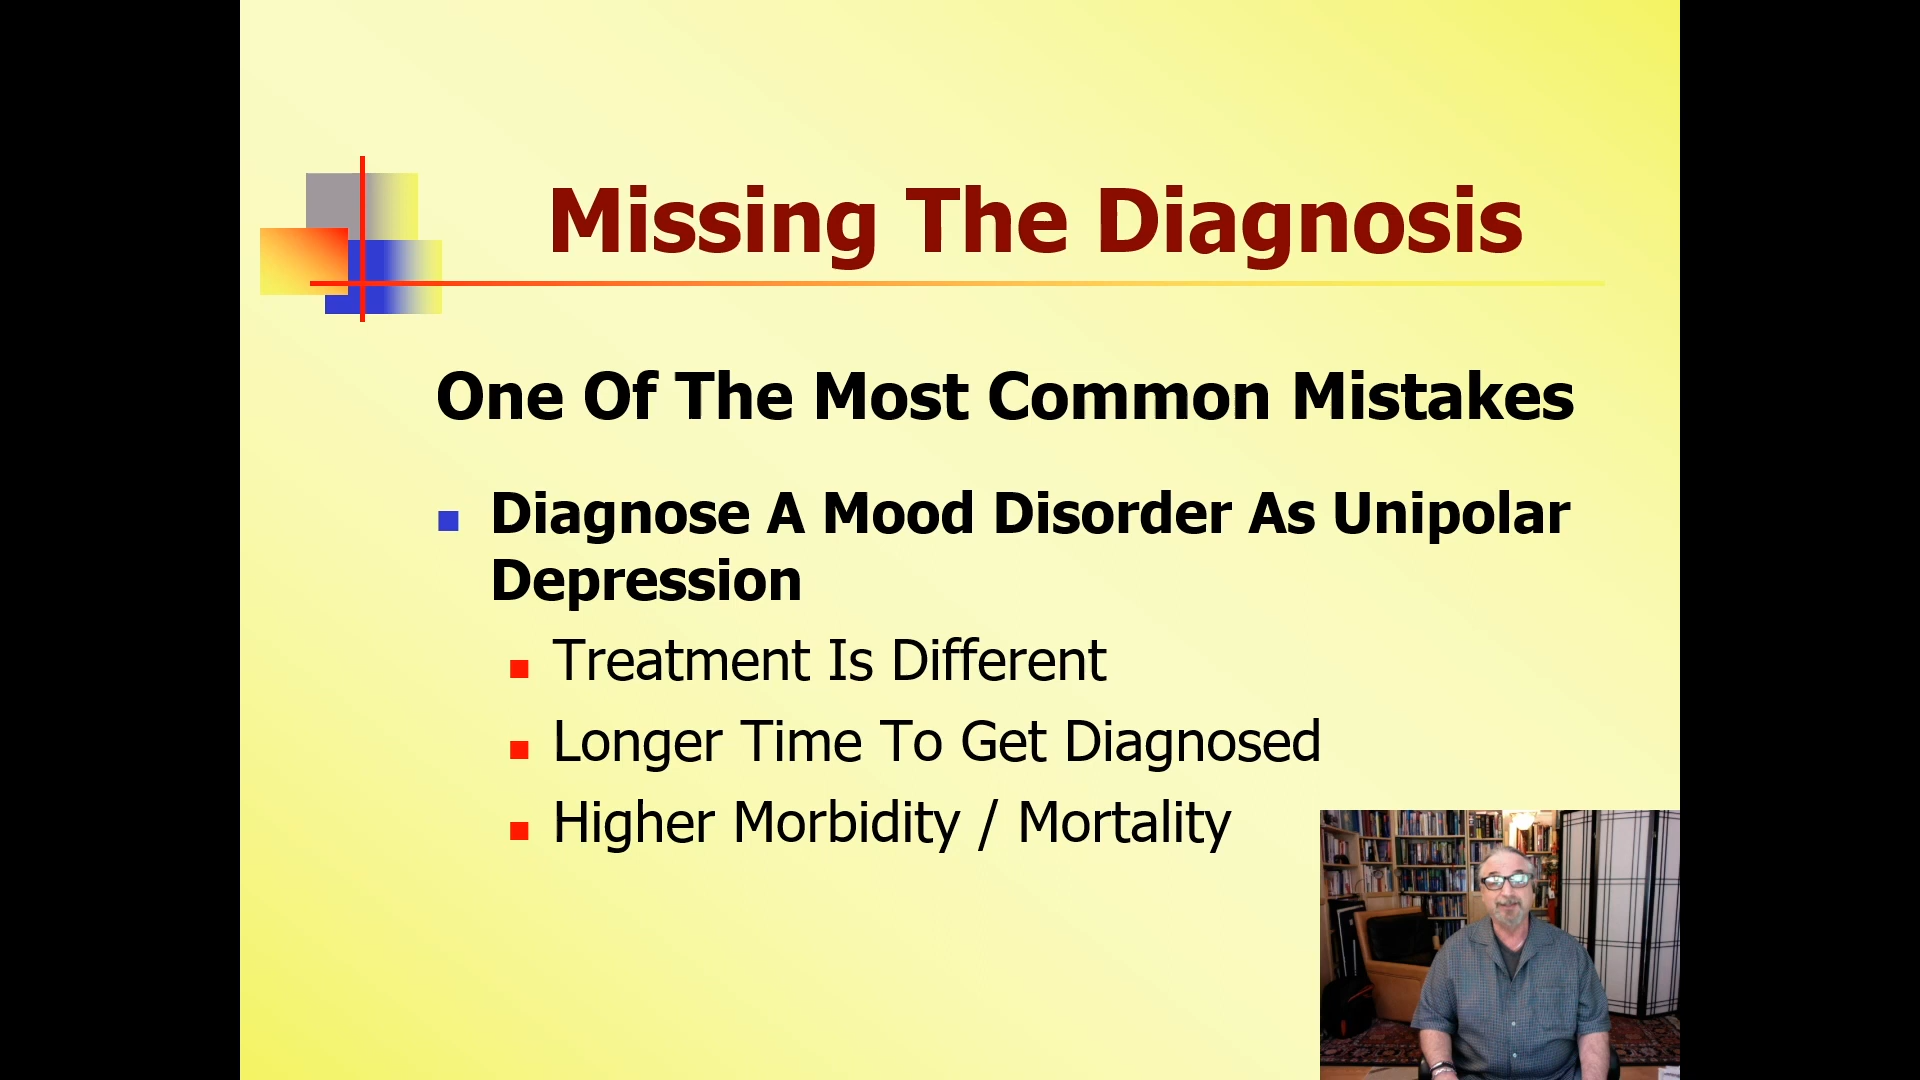 Missing The Diagnosis
One Of The Most Common Mistakes
Diagnose A Mood Disorder As Unipolar
Depression
Treatment Is Different
Longer Time To Get Diagnosed
Higher Morbidity / Mortality